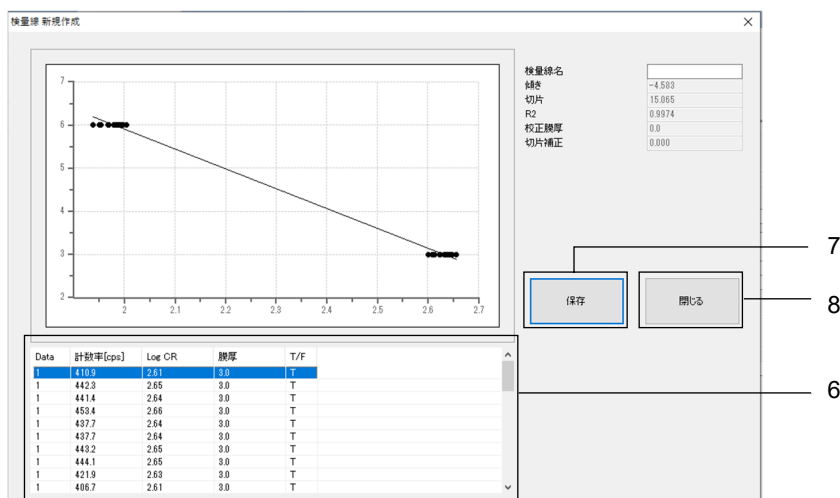 検量線 新規作成
7
6
5
4
3
2
2
2.1
2.2
2.3
2.4
2.5
2.6
2.7
検量線名
傾き -4.583
切片 15.065
R2 0.9974
校正膜厚 0.0
切片補正 0.000
保存
閉じる
7
8
6
Data 計数率[cps] Log CR 膜厚 T/F
1 410.9 2.61 3.0 T
1 442.3 2.65 3.0 T
1 441.4 2.64 3.0 T
1 453.4 2.66 3.0 T
1 437.7 2.64 3.0 T
1 437.7 2.64 3.0 T
1 443.2 2.65 3.0 T
1 444.1 2.65 3.0 T
1 421.9 2.63 3.0 T
1 406.7 2.61 3.0 T